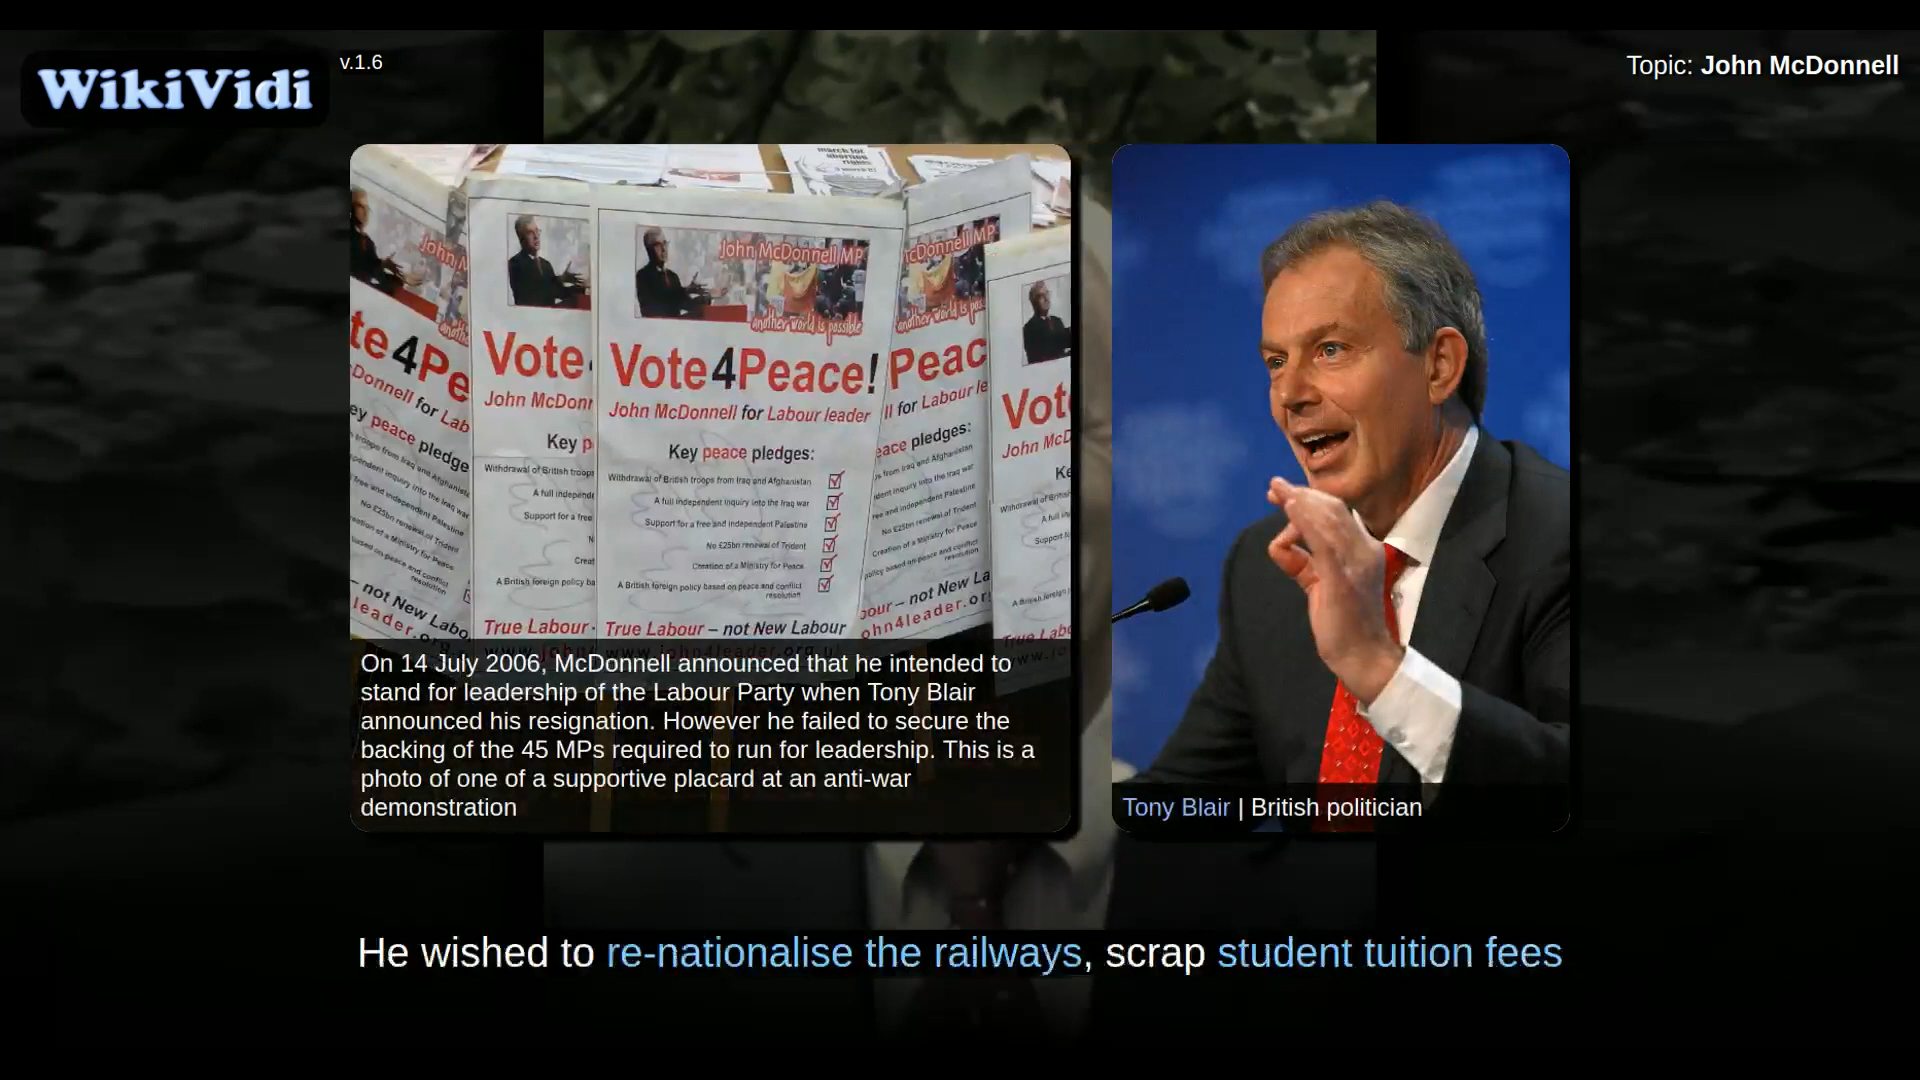 WikiVidi
v.1.6
Topic: John McDonnell
march for
abortion
rights
John McDonnell MP
another world is possible
Vote4Peace!
John McDonnell for Labour leader
Key peace pledges:
Withdrawal of British troops from Iraq and Afghanistan
A full independent inquiry into the Iraq war
Support for a free and independent Palestine
No £25bn renewal of Trident
Creation of a Ministry for Peace
A British foreign policy based on peace and conflict
resolution
True Labour – not New Labour
On 14 July 2006, McDonnell announced that he intended to
stand for leadership of the Labour Party when Tony Blair
announced his resignation. However he failed to secure the
backing of the 45 MPs required to run for leadership. This is a
photo of one of a supportive placard at an anti-war
demonstration
Tony Blair | British politician
He wished to re-nationalise the railways, scrap student tuition fees